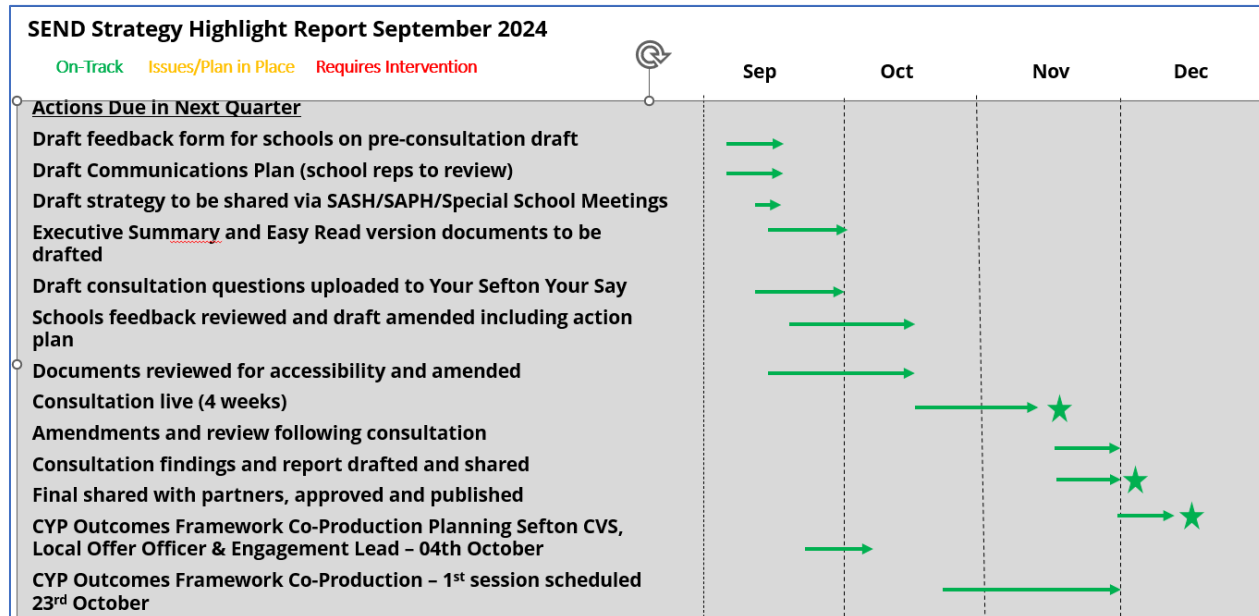 SEND Strategy Highlight Report September 2024
On-Track Issues/Plan in Place Requires Intervention
Sep Oct Nov Dec
Actions Due in Next Quarter
Draft feedback form for schools on pre-consultation draft
Draft Communications Plan (school reps to review)
Draft strategy to be shared via SASH/SAPH/Special School Meetings
Executive Summary and Easy Read version documents to be
drafted
Draft consultation questions uploaded to Your Sefton Your Say
Schools feedback reviewed and draft amended including action
plan
Documents reviewed for accessibility and amended
Consultation live (4 weeks)
Amendments and review following consultation
Consultation findings and report drafted and shared
Final shared with partners, approved and published
CYP Outcomes Framework Co-Production Planning Sefton CVS,
Local Offer Officer & Engagement Lead – 04th October
CYP Outcomes Framework Co-Production – 1st session scheduled
23rd October